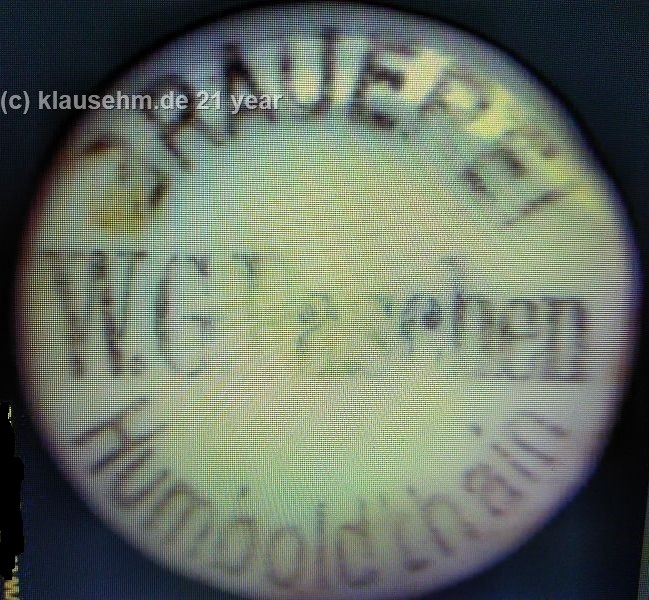 (c) klausehm.de 21 year
BRAUEREI
W.G.
Humboldthain